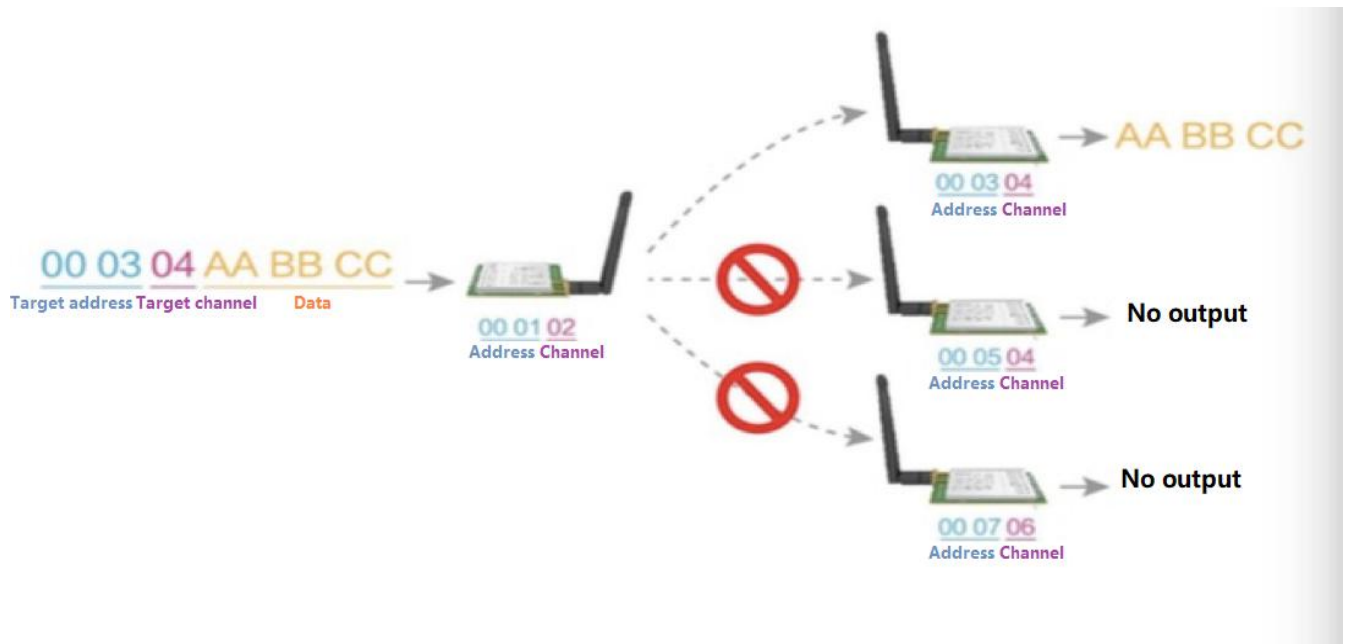 AA BB CC
00 03 04
Address Channel
00 03 04 AA BB CC
Target address Target channel Data
00 01 02
Address Channel
No output
00 05 04
Address Channel
No output
00 07 06
Address Channel